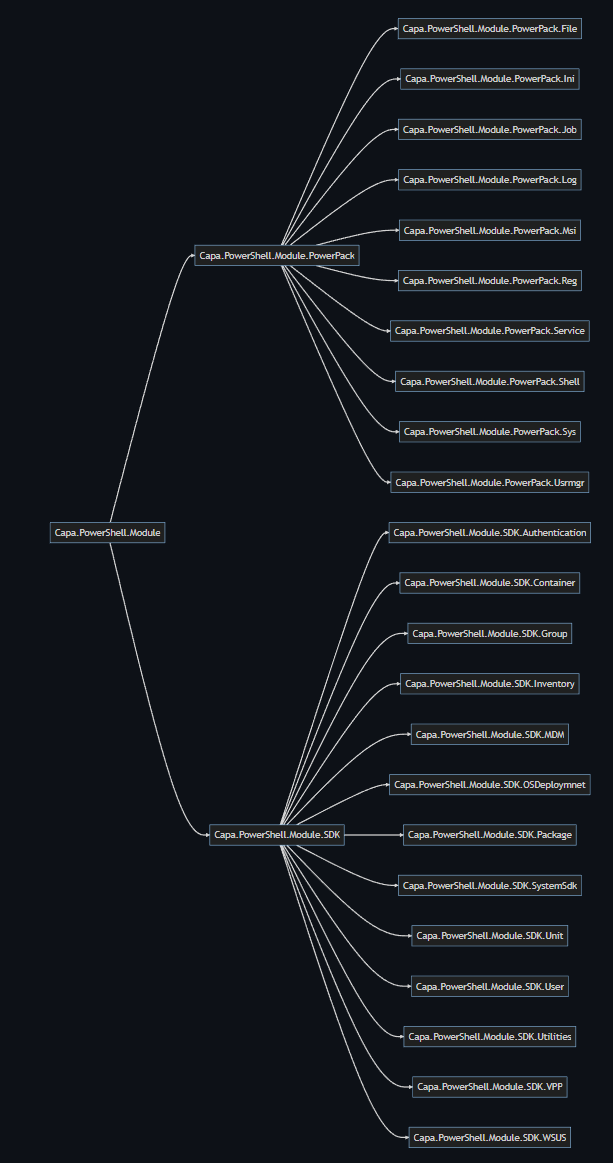 Capa.PowerShell.Module.PowerPack.File
Capa.PowerShell.Module.PowerPack.Ini
Capa.PowerShell.Module.PowerPack.Job
Capa.PowerShell.Module.PowerPack.Log
Capa.PowerShell.Module.PowerPack.Msi
Capa.PowerShell.Module.PowerPack
Capa.PowerShell.Module.PowerPack.Reg
Capa.PowerShell.Module.PowerPack.Service
Capa.PowerShell.Module.PowerPack.Shell
Capa.PowerShell.Module.PowerPack.Sys
Capa.PowerShell.Module.PowerPack.Usrmgr
Capa.PowerShell.Module
Capa.PowerShell.Module.SDK.Authentication
Capa.PowerShell.Module.SDK.Container
Capa.PowerShell.Module.SDK.Group
Capa.PowerShell.Module.SDK.Inventory
Capa.PowerShell.Module.SDK.MDM
Capa.PowerShell.Module.SDK.OSDeploymnet
Capa.PowerShell.Module.SDK
Capa.PowerShell.Module.SDK.Package
Capa.PowerShell.Module.SDK.SystemSdk
Capa.PowerShell.Module.SDK.Unit
Capa.PowerShell.Module.SDK.User
Capa.PowerShell.Module.SDK.Utilities
Capa.PowerShell.Module.SDK.VPP
Capa.PowerShell.Module.SDK.WSUS